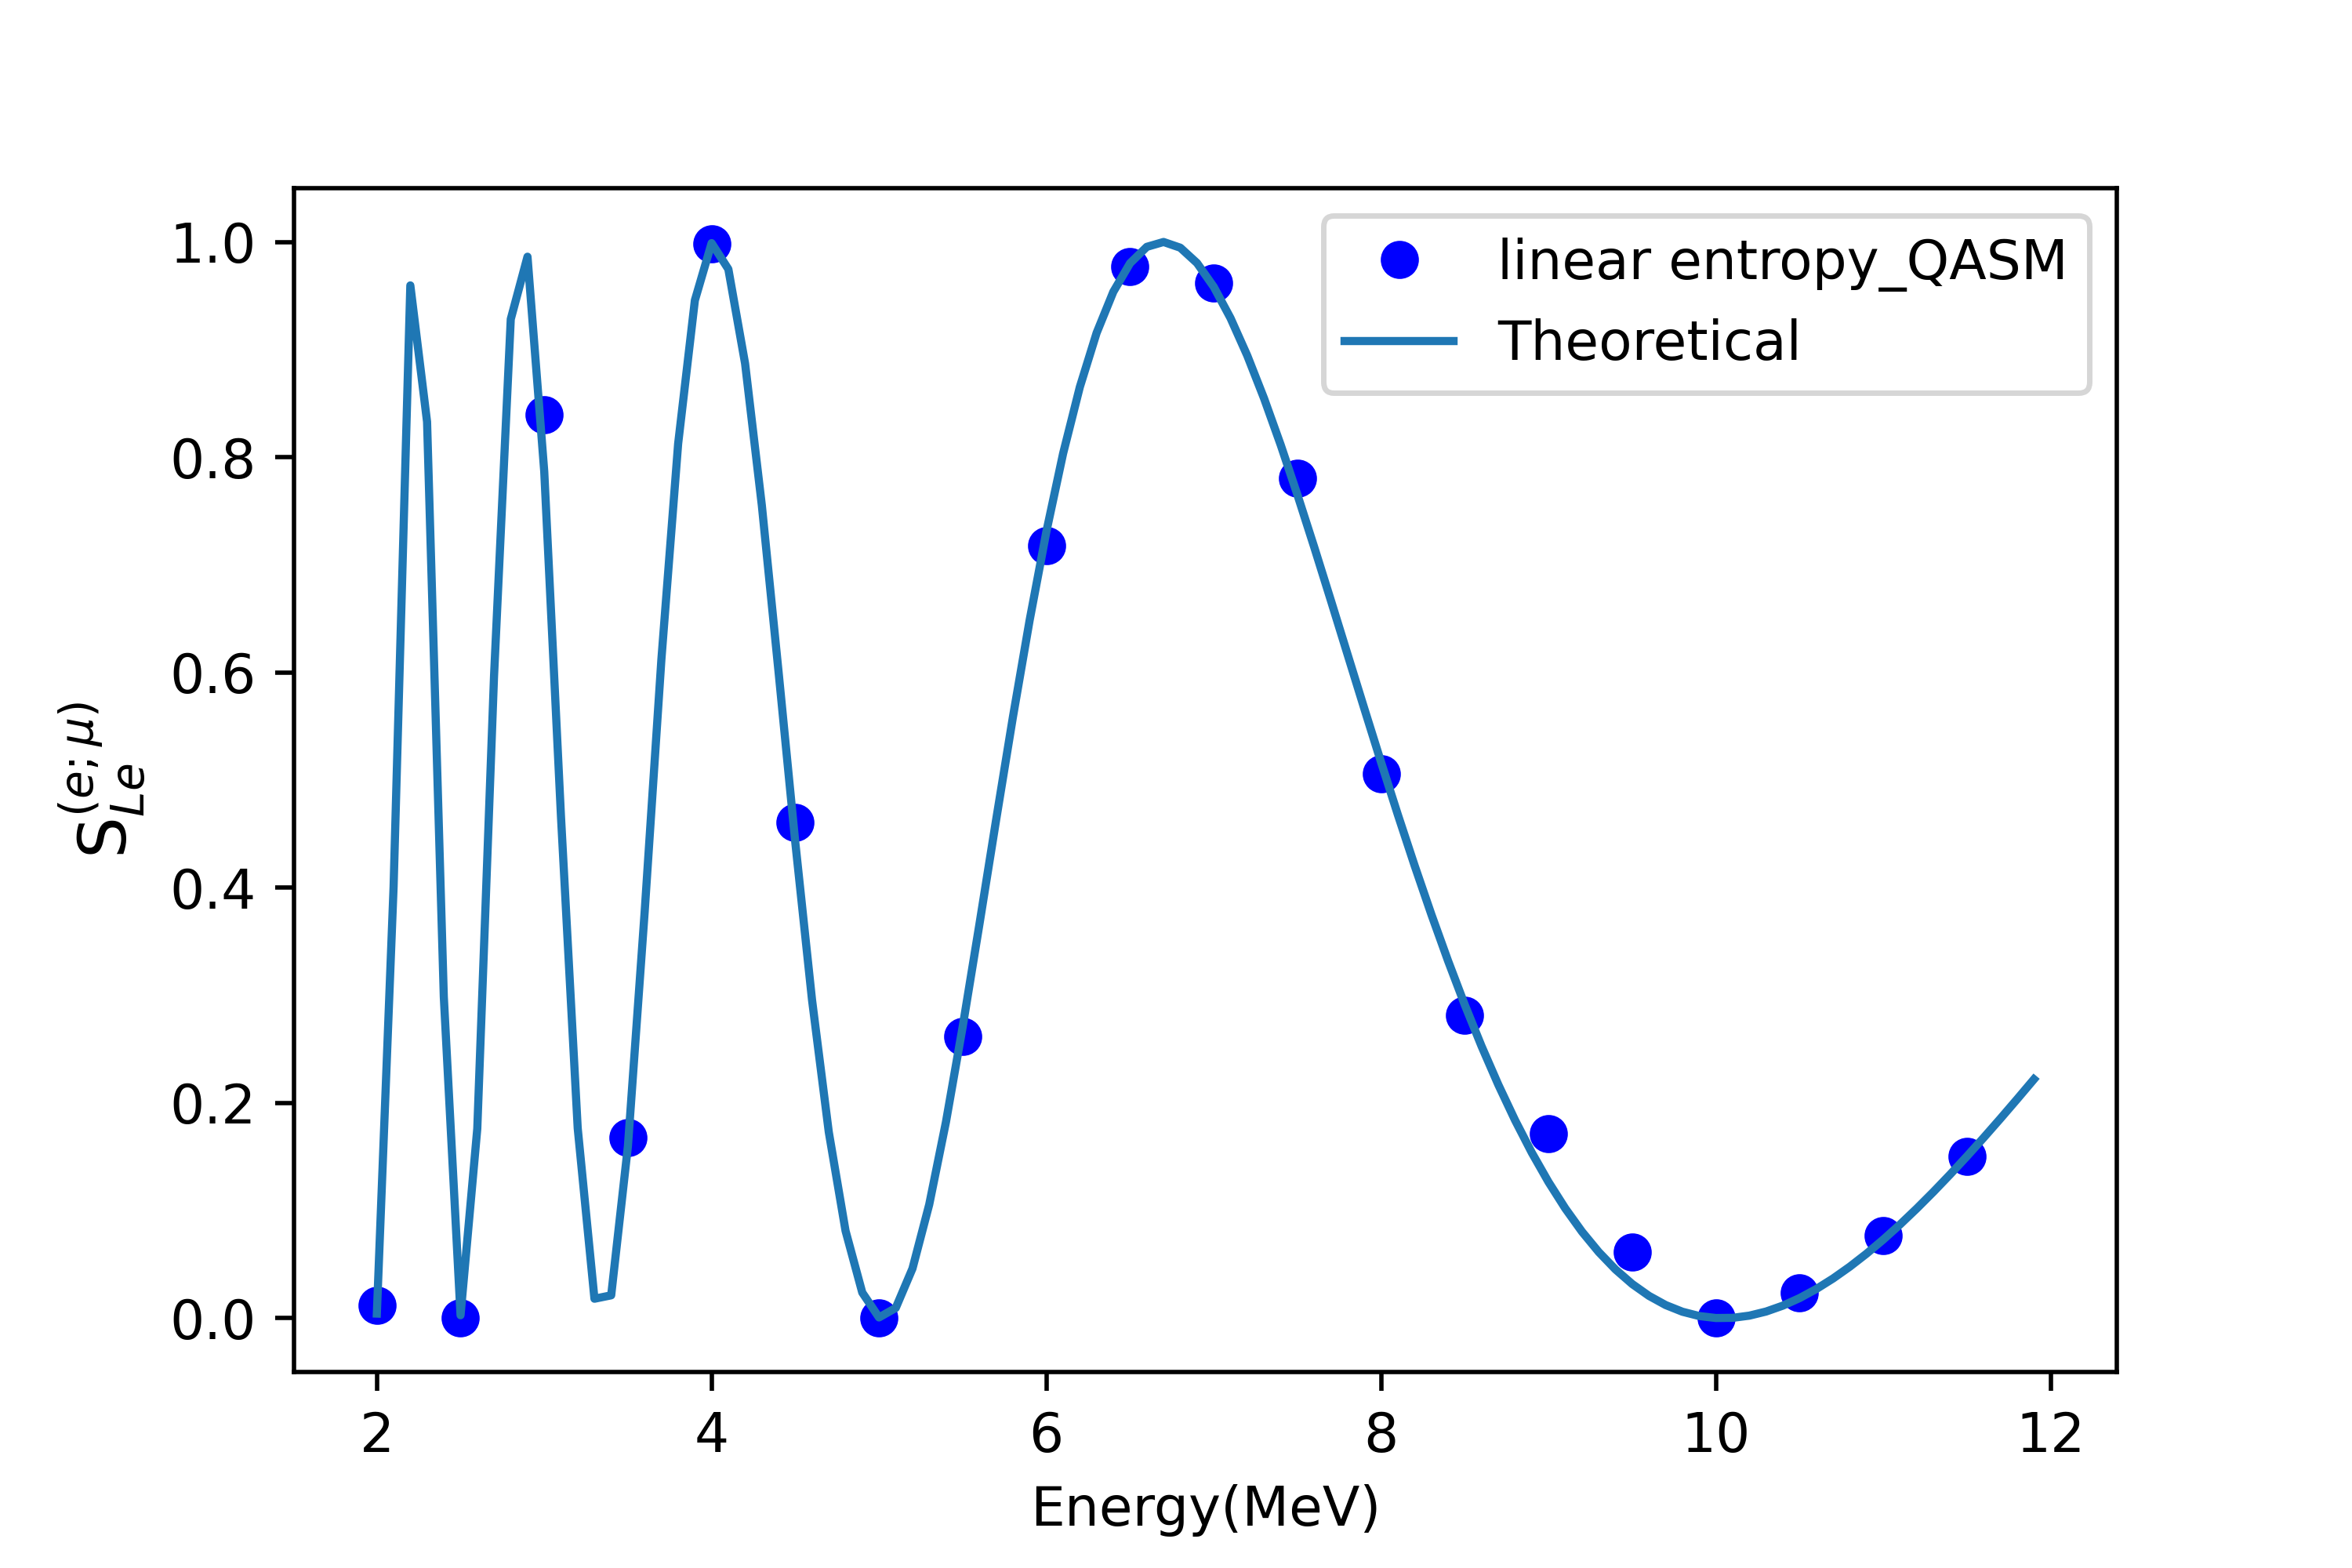 linear entropy_QASM
Theoretical
1.0
0.8
0.6
0.4
0.2
0.0
S_{Le}^{(e;μ)}
2 4 6 8 10 12
Energy(MeV)